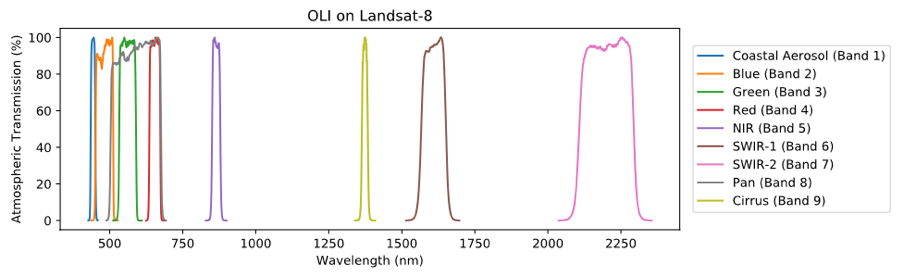 OLI on Landsat-8
Atmospheric Transmission (%)
100
80
60
40
20
0
500
750
1000
1250
1500
1750
2000
2250
Wavelength (nm)
Coastal Aerosol (Band 1)
Blue (Band 2)
Green (Band 3)
Red (Band 4)
NIR (Band 5)
SWIR-1 (Band 6)
SWIR-2 (Band 7)
Pan (Band 8)
Cirrus (Band 9)